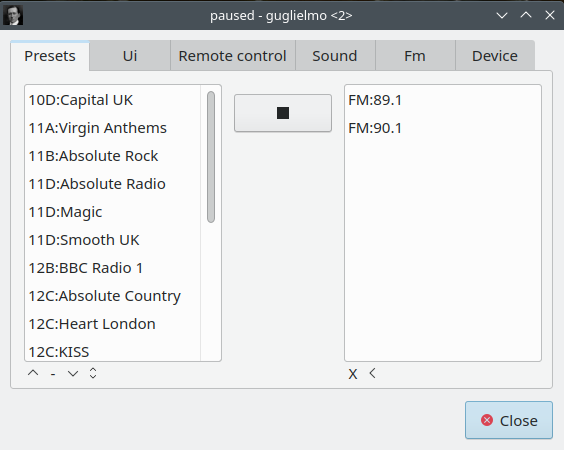 paused - guglielmo <2>
Presets
Ui
Remote control
Sound
Fm
Device
10D:Capital UK
11A:Virgin Anthems
11B:Absolute Rock
11D:Absolute Radio
11D:Magic
11D:Smooth UK
12B:BBC Radio 1
12C:Absolute Country
12C:Heart London
12C:KISS
-
FM:89.1
FM:90.1
X <
Close